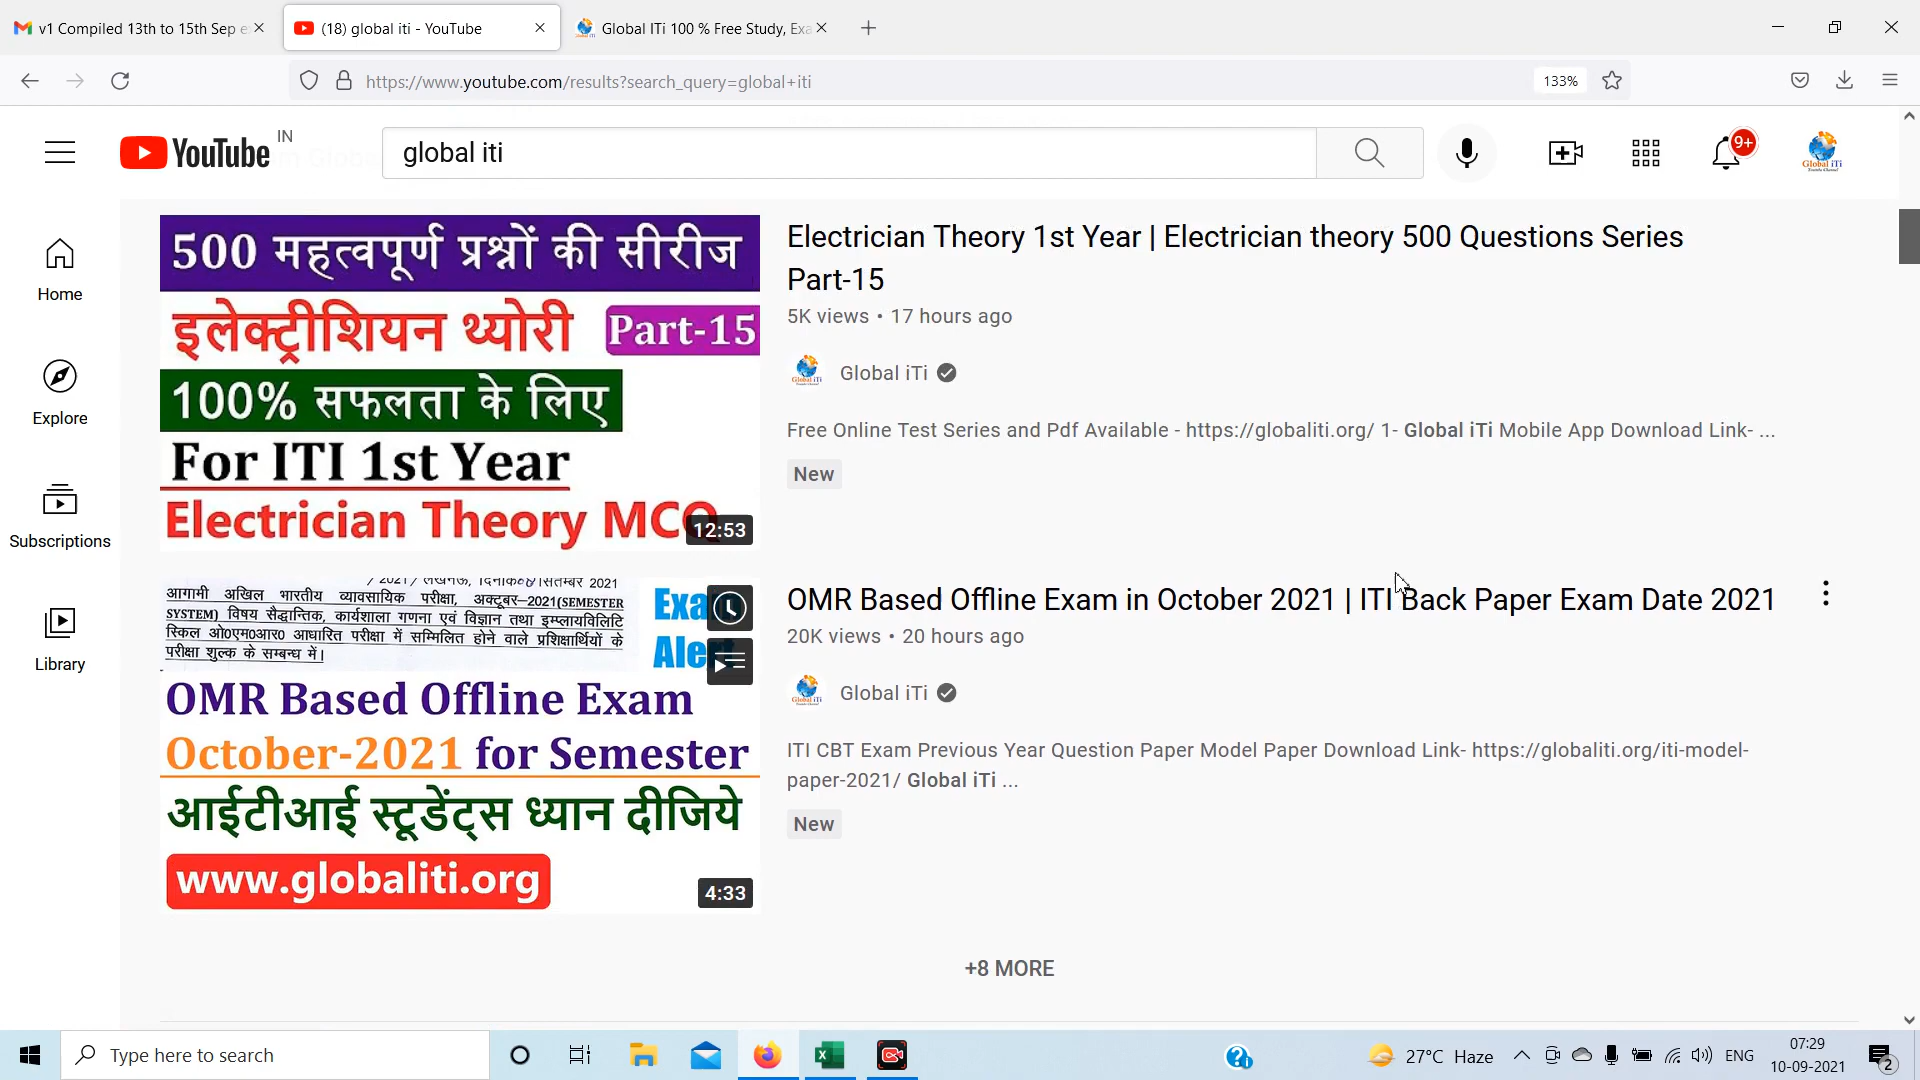 v1 Compiled 13th to 15th Sep
(18) global iti - YouTube
Global ITi 100 % Free Study, Exa
https://www.youtube.com/results?search_query=global+iti
133%
YouTube IN
global iti
9+
Home
Explore
Subscriptions
Library
500 महत्वपूर्ण प्रश्नों की सीरीज
इलेक्ट्रीशियन थ्योरी Part-15
100% सफलता के लिए
For ITI 1st Year
Electrician Theory MCQ
12:53
Electrician Theory 1st Year | Electrician theory 500 Questions Series
Part-15
5K views • 17 hours ago
Global iTi
Free Online Test Series and Pdf Available - https://globaliti.org/ 1- Global iTi Mobile App Download Link- ...
New
आगामी अखिल भारतीय व्यावसायिक परीक्षा, अक्टूबर-2021(SEMESTER
SYSTEM) विषय सैद्धान्तिक, कार्यशाला गणना एवं विज्ञान तथा इम्प्लायबिलिटि
स्किल ओ०एम०आर० आधारित परीक्षा में सम्मिलित होने वाले प्रशिक्षार्थियों के
परीक्षा शुल्क के सम्बन्ध में।
OMR Based Offline Exam
October-2021 for Semester
आईटीआई स्टूडेंट्स ध्यान दीजिये
www.globaliti.org
4:33
OMR Based Offline Exam in October 2021 | ITI Back Paper Exam Date 2021
20K views • 20 hours ago
Global iTi
ITI CBT Exam Previous Year Question Paper Model Paper Download Link- https://globaliti.org/iti-model-
paper-2021/ Global iTi ...
New
+8 MORE
Type here to search
27°C Haze
ENG
07:29
10-09-2021
2